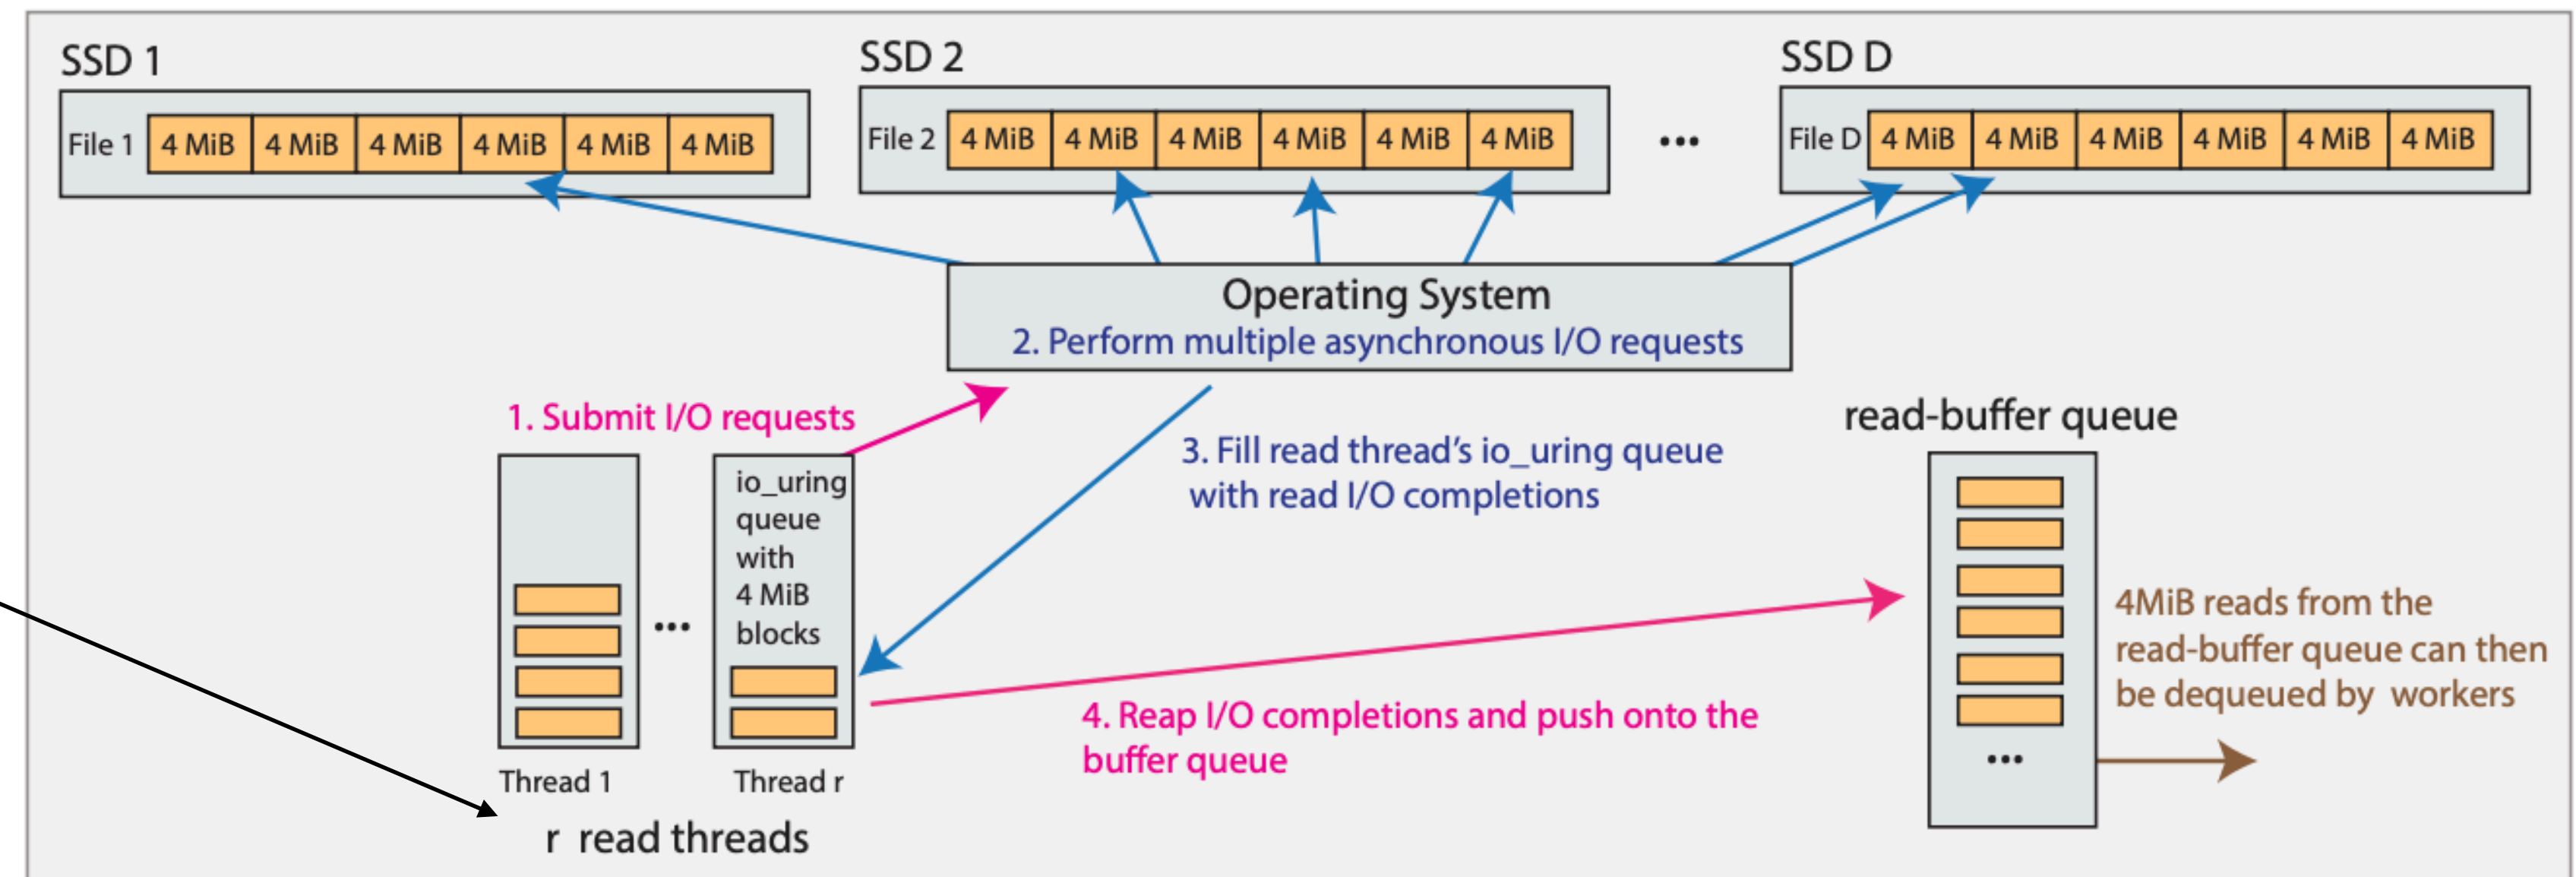 SSD 1
SSD 2
SSD D
File 1 4 MiB 4 MiB 4 MiB 4 MiB 4 MiB 4 MiB
File 2 4 MiB 4 MiB 4 MiB 4 MiB 4 MiB 4 MiB
...
File D 4 MiB 4 MiB 4 MiB 4 MiB 4 MiB 4 MiB
Operating System
2. Perform multiple asynchronous I/O requests
1. Submit I/O requests
3. Fill read thread's io_uring queue
with read I/O completions
read-buffer queue
io_uring
queue
with
4 MiB
blocks
...
4. Reap I/O completions and push onto the
buffer queue
...
4MiB reads from the
read-buffer queue can then
be dequeued by workers
Thread 1
Thread r
r read threads